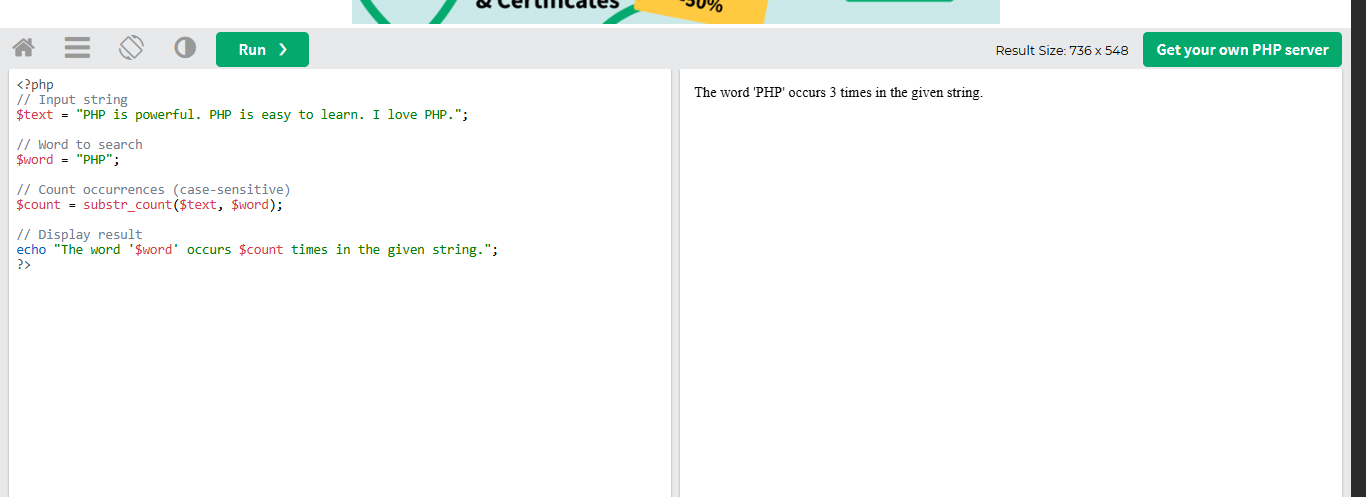 & Certificates
-50%
Run ❯
Result Size: 736 x 548
Get your own PHP server
<?php
// Input string
$text = "PHP is powerful. PHP is easy to learn. I love PHP.";
// Word to search
$word = "PHP";
// Count occurrences (case-sensitive)
$count = substr_count($text, $word);
// Display result
echo "The word '$word' occurs $count times in the given string.";
?>
The word 'PHP' occurs 3 times in the given string.